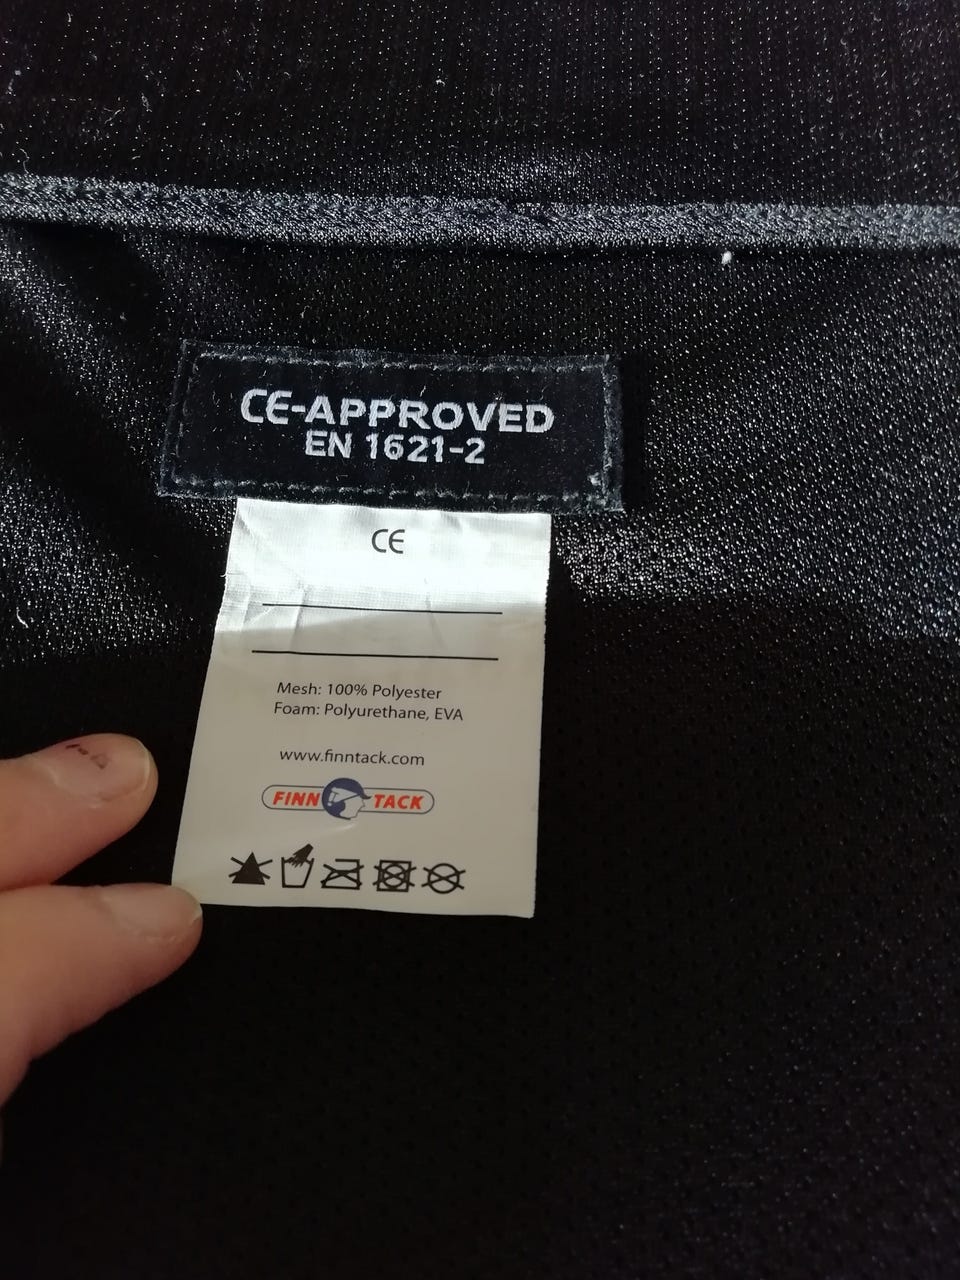 CE-APPROVED
EN 1621-2
CE
Mesh: 100% Polyester
Foam: Polyurethane, EVA
www.finntack.com
FINN TACK